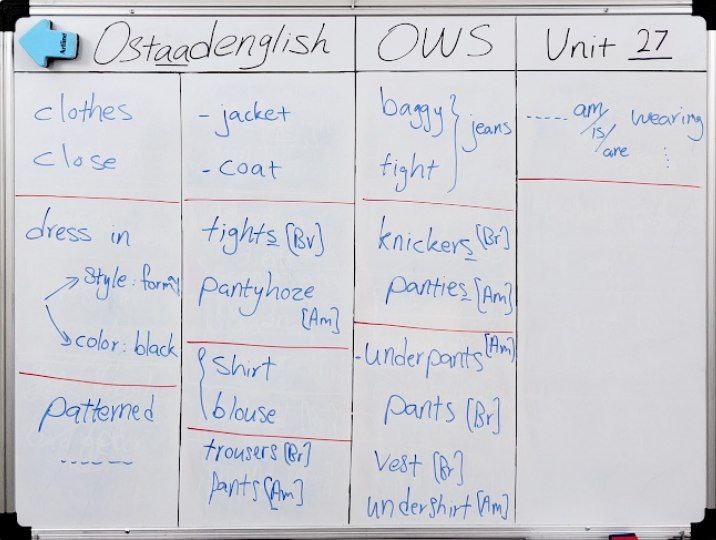 Ostaadenglish OWS Unit 27
clothes
close
dress in
style: form
color: black
patterned
------
- jacket
- coat
tights [Br]
pantyhoze
[Am]
shirt
blouse
trousers [Br]
pants [Am]
baggy
tight
jeans
knickers [Br]
panties [Am]
- underpants [Am]
pants [Br]
vest [Br]
undershirt [Am]
----- am/is/are wearing
Artline